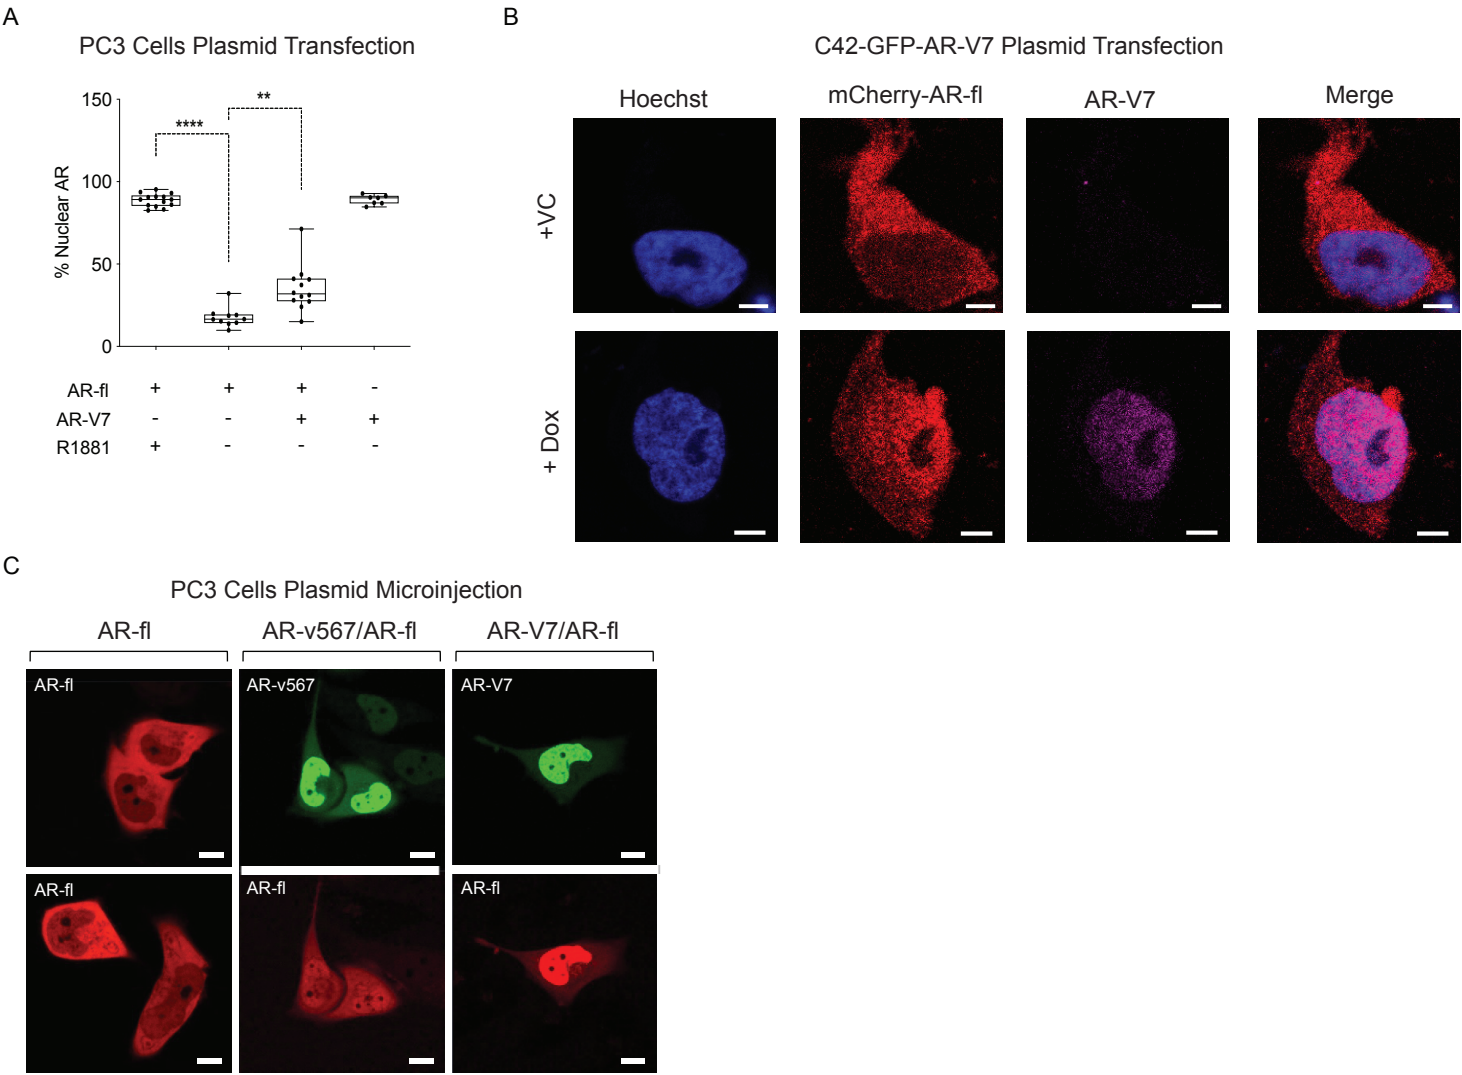 A
PC3 Cells Plasmid Transfection
% Nuclear AR
150
100
50
0
****
**
AR-fl + + + -
AR-V7 - - + +
R1881 + - - -
B
C42-GFP-AR-V7 Plasmid Transfection
Hoechst mCherry-AR-fl AR-V7 Merge
+VC
+ Dox
C
PC3 Cells Plasmid Microinjection
AR-fl AR-v567/AR-fl AR-V7/AR-fl
AR-fl AR-v567 AR-V7
AR-fl AR-fl AR-fl